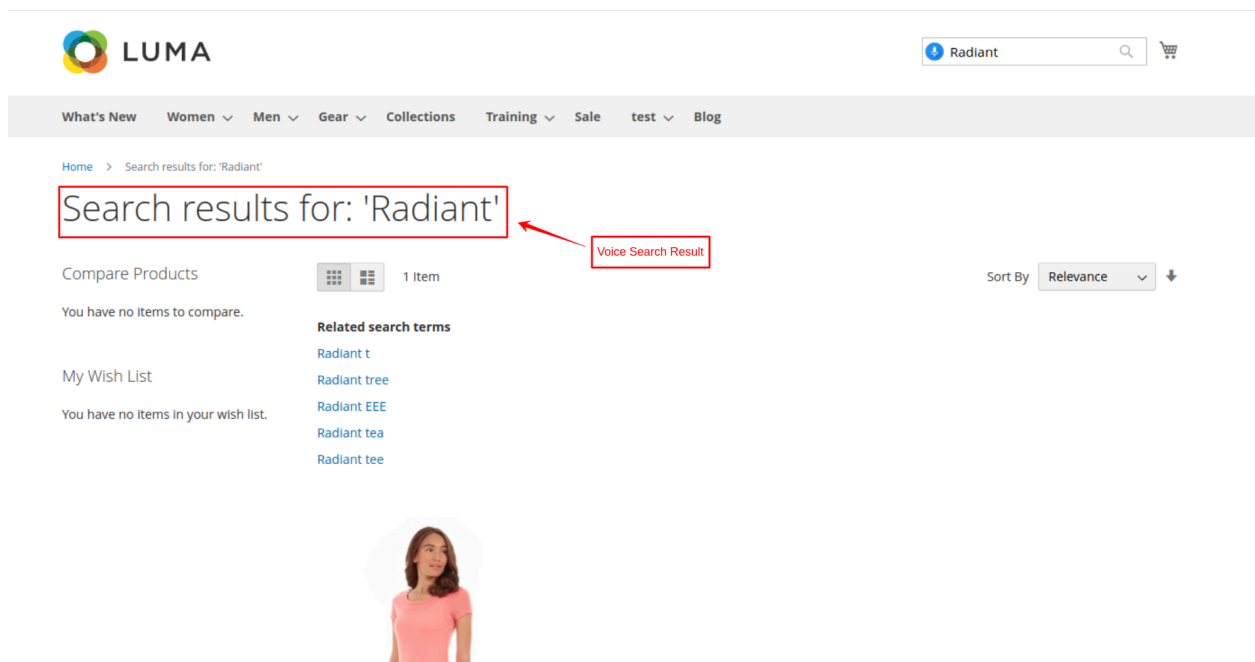 LUMA
Radiant
What's New Women Men Gear Collections Training Sale test Blog
Home > Search results for: 'Radiant'
Search results for: 'Radiant'
Voice Search Result
Compare Products
You have no items to compare.
My Wish List
You have no items in your wish list.
1 Item
Sort By Relevance
Related search terms
Radiant t
Radiant tree
Radiant EEE
Radiant tea
Radiant tee